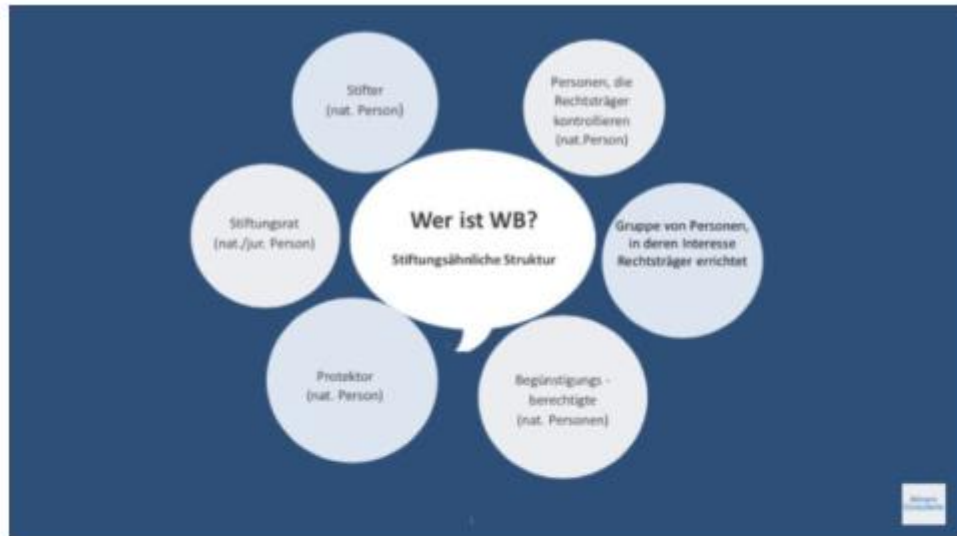 Stifter
(nat. Person)
Personen, die
Rechtsträger
kontrollieren
(nat.Person)
Stiftungsrat
(nat./jur. Person)
Wer ist WB?
Stiftungsähnliche Struktur
Gruppe von Personen,
in deren Interesse
Rechtsträger errichtet
Protektor
(nat. Person)
Begünstigungs -
berechtigte
(nat. Personen)